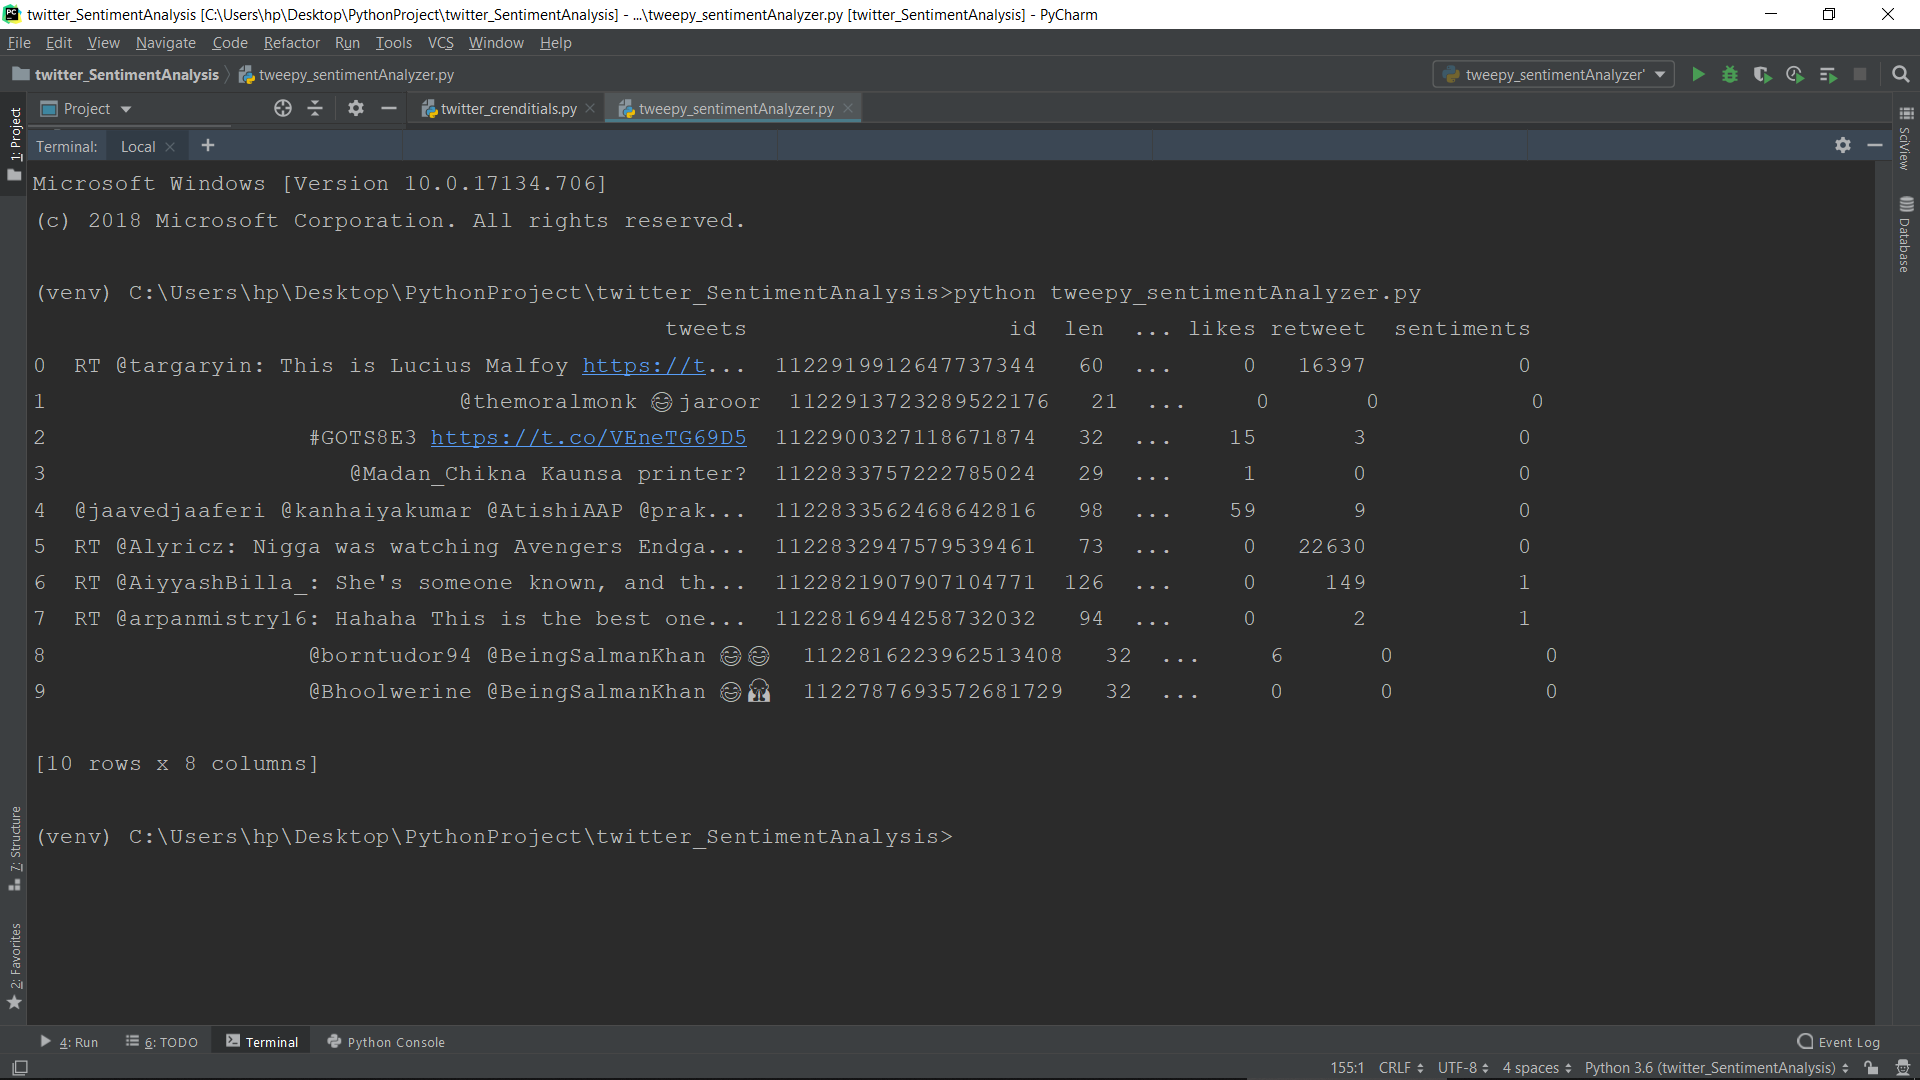 twitter_SentimentAnalysis [C:\Users\hp\Desktop\PythonProject\twitter_SentimentAnalysis] - ...\tweepy_sentimentAnalyzer.py [twitter_SentimentAnalysis] - PyCharm
File Edit View Navigate Code Refactor Run Tools VCS Window Help
twitter_SentimentAnalysis tweepy_sentimentAnalyzer.py tweepy_sentimentAnalyzer'
Project twitter_crenditials.py tweepy_sentimentAnalyzer.py
Terminal: Local +
Microsoft Windows [Version 10.0.17134.706]
(c) 2018 Microsoft Corporation. All rights reserved.
(venv) C:\Users\hp\Desktop\PythonProject\twitter_SentimentAnalysis>python tweepy_sentimentAnalyzer.py
tweets id len ... likes retweet sentiments
0 RT @targaryin: This is Lucius Malfoy https://t... 1122919912647737344 60 ... 0 16397 0
1 @themoralmonk 😂jaroor 1122913723289522176 21 ... 0 0 0
2 #GOTS8E3 https://t.co/VEneTG69D5 1122900327118671874 32 ... 15 3 0
3 @Madan_Chikna Kaunsa printer? 1122833757222785024 29 ... 1 0 0
4 @jaavedjaaferi @kanhaiyakumar @AtishiAAP @prak... 1122833562468642816 98 ... 59 9 0
5 RT @Alyricz: Nigga was watching Avengers Endga... 1122832947579539461 73 ... 0 22630 0
6 RT @AiyyashBilla_: She's someone known, and th... 1122821907907104771 126 ... 0 149 1
7 RT @arpanmistry16: Hahaha This is the best one... 1122816944258732032 94 ... 0 2 1
8 @borntudor94 @BeingSalmanKhan 😂😂 1122816223962513408 32 ... 6 0 0
9 @Bhoolwerine @BeingSalmanKhan 😂🙏 1122787693572681729 32 ... 0 0 0
[10 rows x 8 columns]
(venv) C:\Users\hp\Desktop\PythonProject\twitter_SentimentAnalysis>
1: Project
7: Structure
2: Favorites
SciView
Database
4: Run 6: TODO Terminal Python Console Event Log
155:1 CRLF UTF-8 4 spaces Python 3.6 (twitter_SentimentAnalysis)